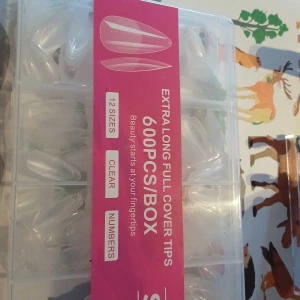 EXTRA LONG FULL COVER TIPS
600PCS/BOX
Beauty starts at your fingertips
12 SIZES
CLEAR
NUMBERS
S